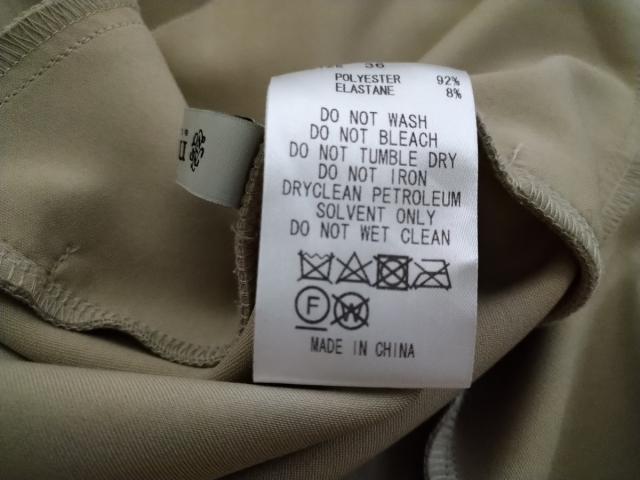 36
POLYESTER 92%
ELASTANE 8%
DO NOT WASH
DO NOT BLEACH
DO NOT TUMBLE DRY
DO NOT IRON
DRYCLEAN PETROLEUM
SOLVENT ONLY
DO NOT WET CLEAN
F W
MADE IN CHINA